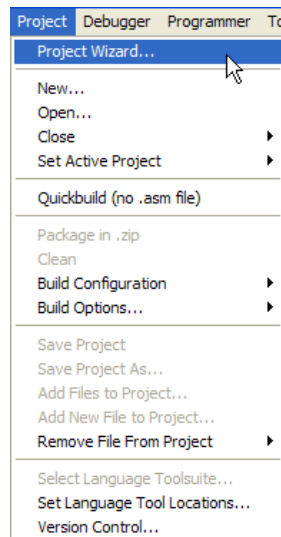 Project Debugger Programmer To
Project Wizard...
New...
Open...
Close
Set Active Project
Quickbuild (no .asm file)
Package in .zip
Clean
Build Configuration
Build Options...
Save Project
Save Project As...
Add Files to Project...
Add New File to Project...
Remove File From Project
Select Language Toolsuite...
Set Language Tool Locations...
Version Control...